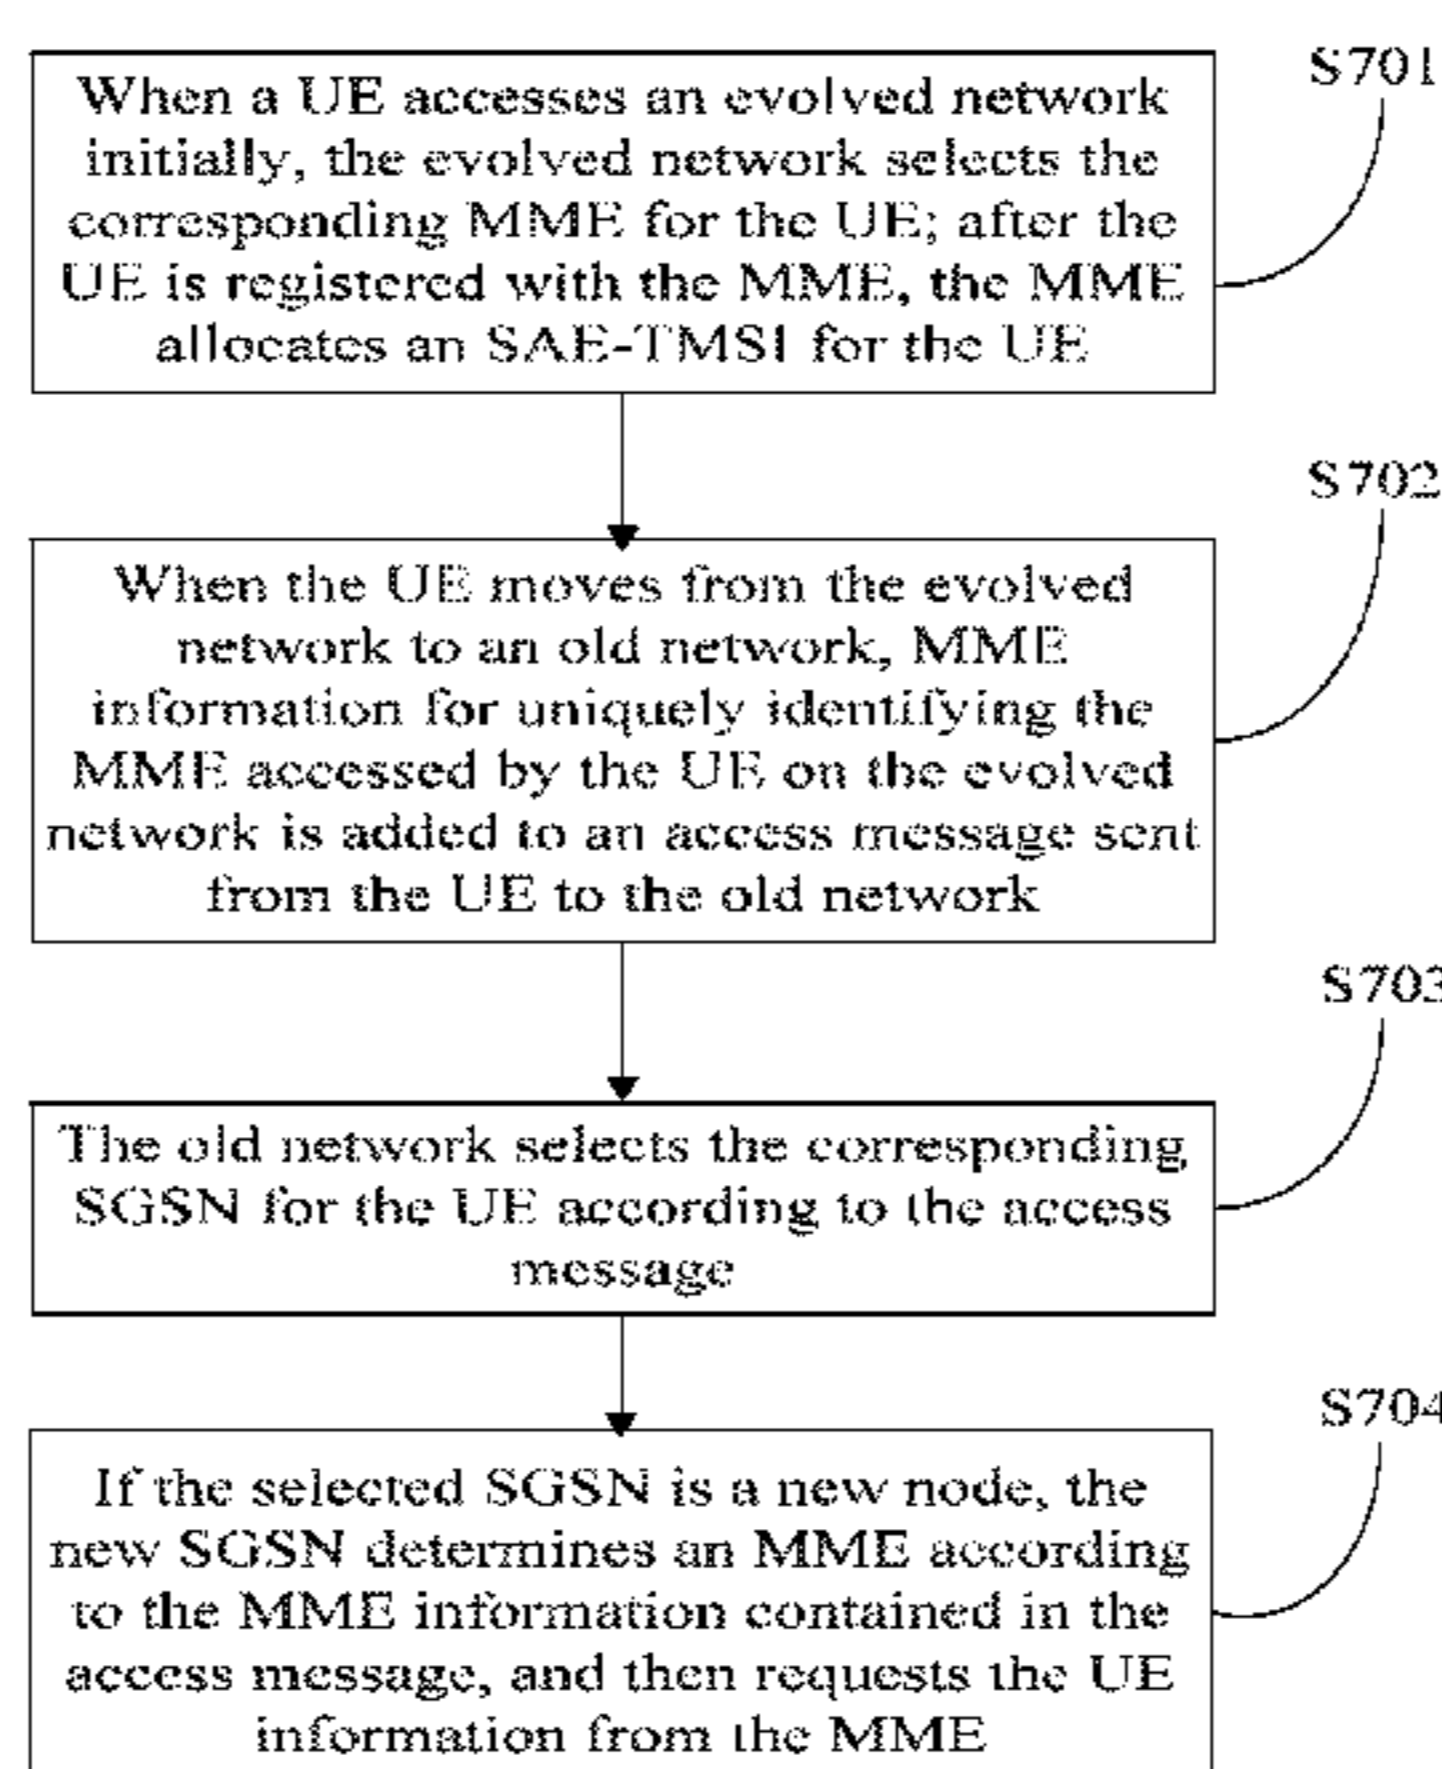 S701
When a UE accesses an evolved network
initially, the evolved network selects the
corresponding MME for the UE; after the
UE is registered with the MME, the MME
allocates an SAE-TMSI for the UE
S702
When the UE moves from the evolved
network to an old network, MME
information for uniquely identifying the
MME accessed by the UE on the evolved
network is added to an access message sent
from the UE to the old network
S703
The old network selects the corresponding
SGSN for the UE according to the access
message
S704
If the selected SGSN is a new node, the
new SGSN determines an MME according
to the MME information contained in the
access message, and then requests the UE
information from the MME